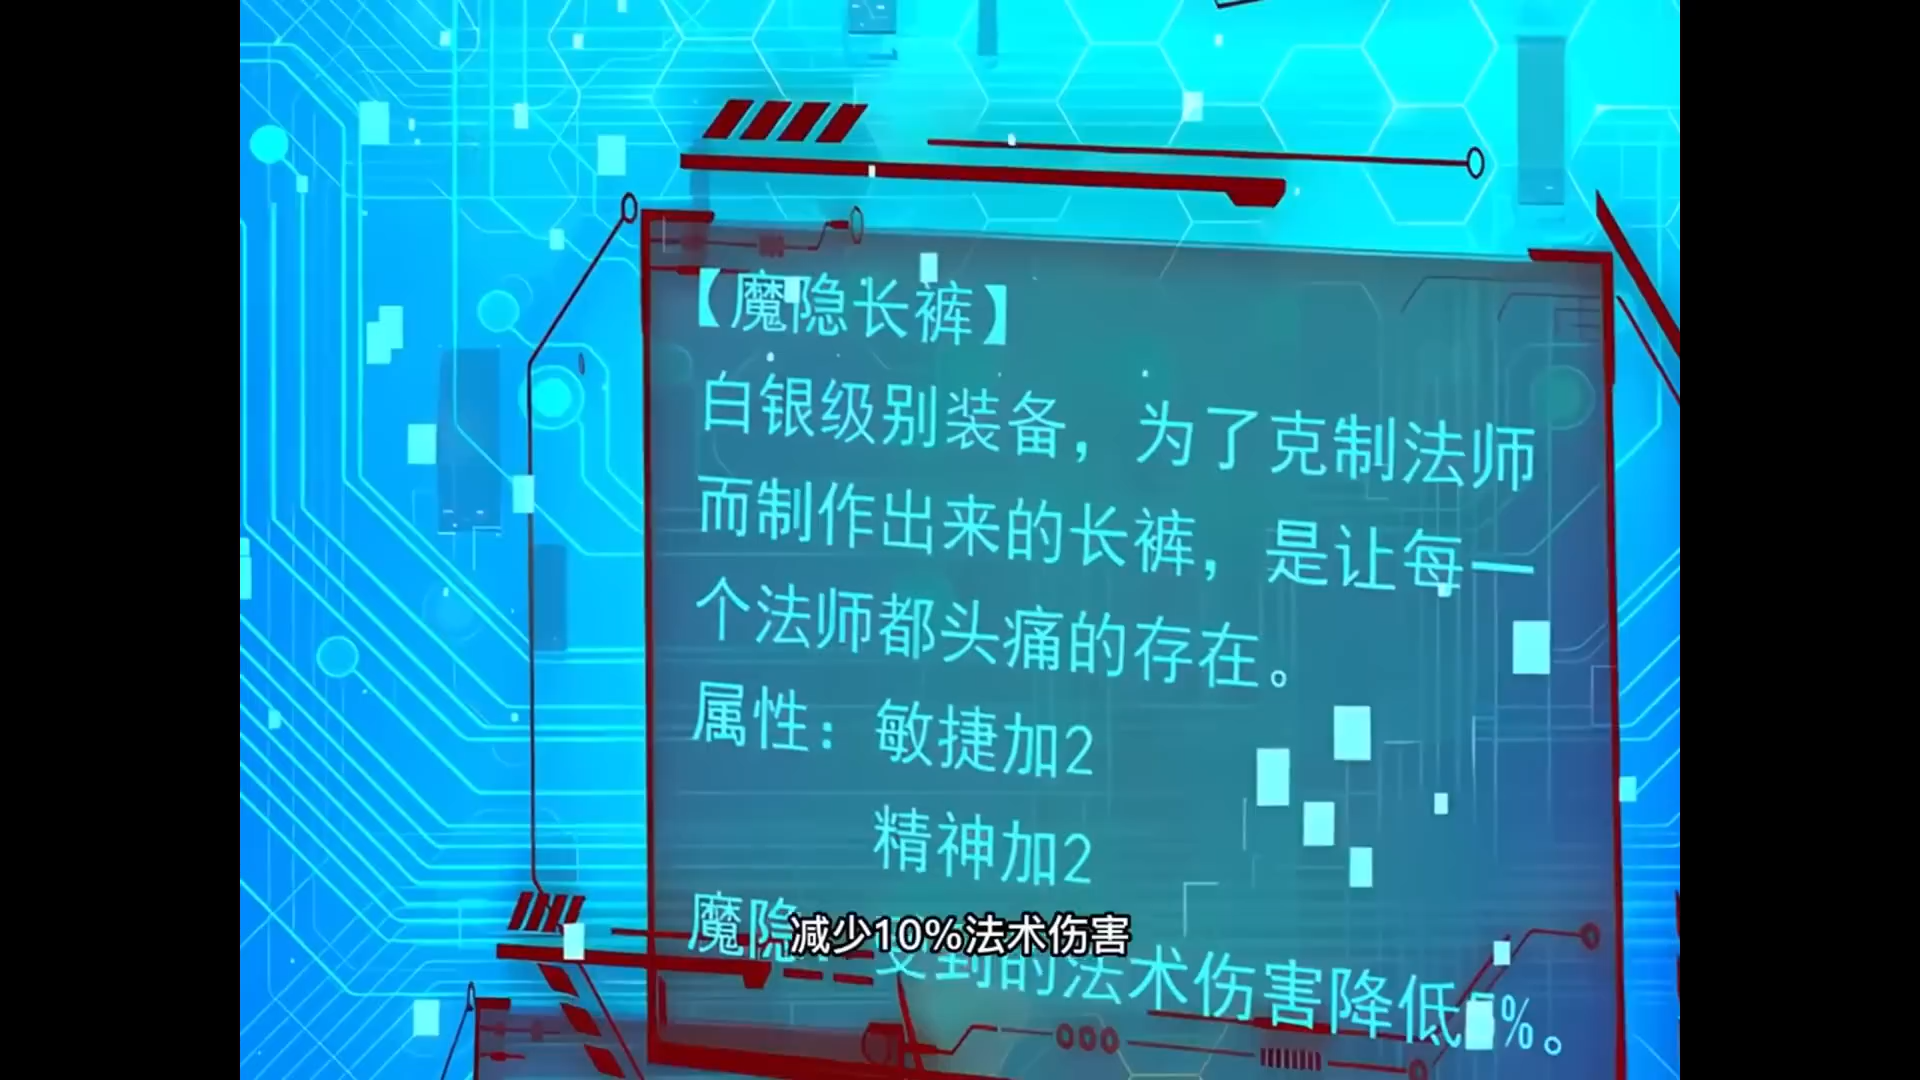 【魔隐长裤】
白银级别装备，为了克制法师
而制作出来的长裤，是让每一
个法师都头痛的存在。
属性：敏捷加2
精神加2
魔隐：受到的法术伤害降低%。
减少10%法术伤害